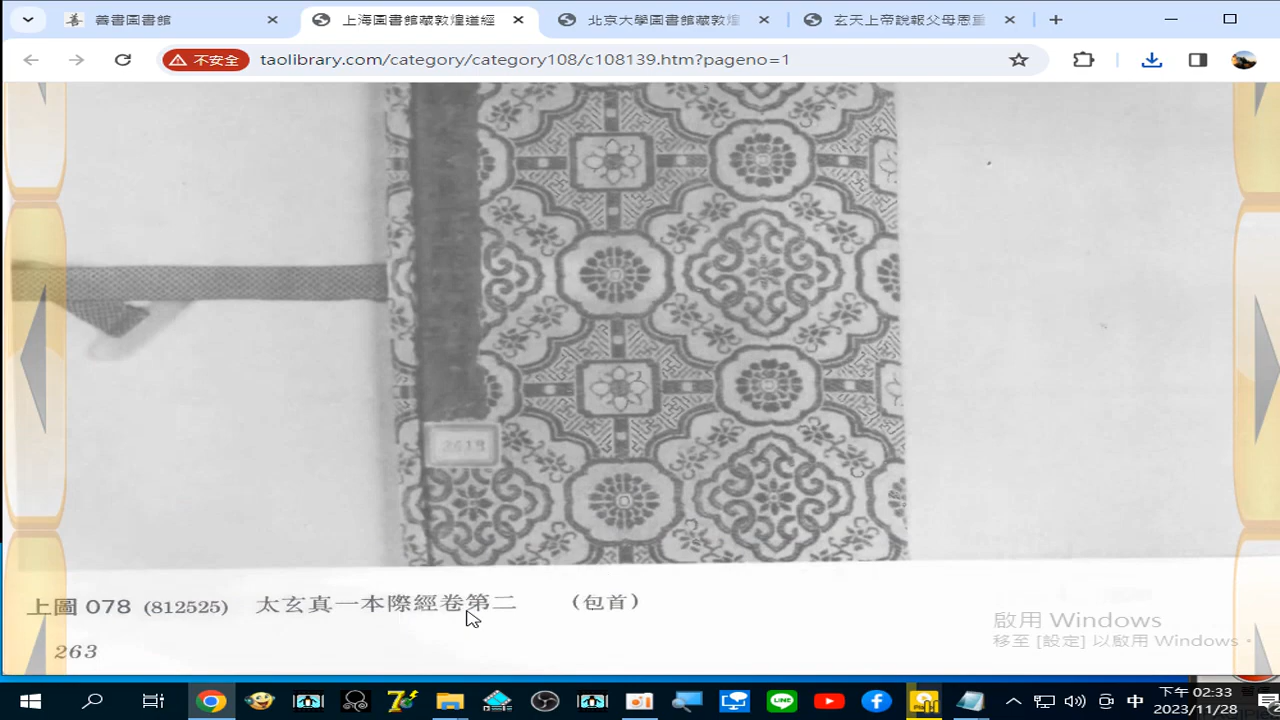 善書圖書館
上海圖書館藏敦煌道經
北京大學圖書館藏敦煌
玄天上帝說報父母恩重
不安全
taolibrary.com/category/category108/c108139.htm?pageno=1
2619
上圖 078 (812525) 太玄真一本際經卷第二 （包首）
263
啟用 Windows
移至 [設定] 以啟用 Windows。
中
下午 02:33
2023/11/28